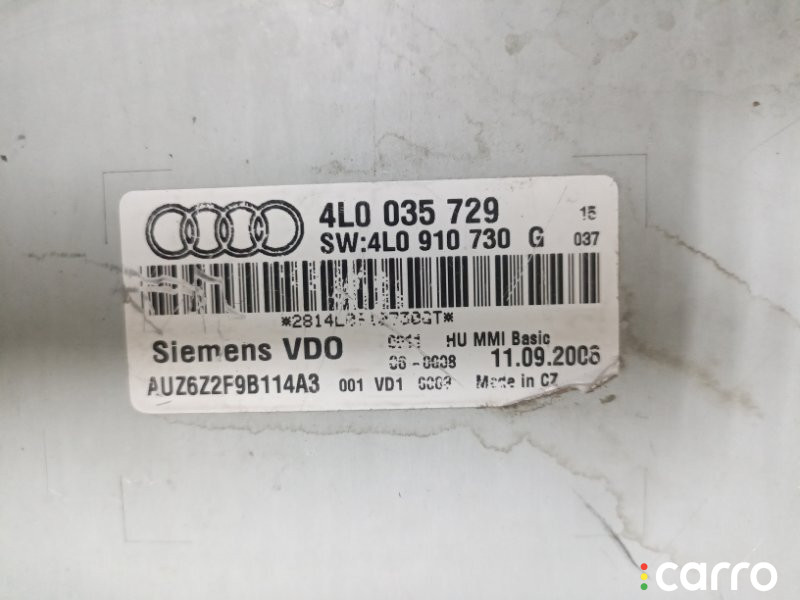 4L0 035 729 15
SW:4L0 910 730 G 037
Siemens VDO HU MMI Basic
11.09.2006
AUZ6Z2F9B114A3 001 VD1 Made in CZ
carro